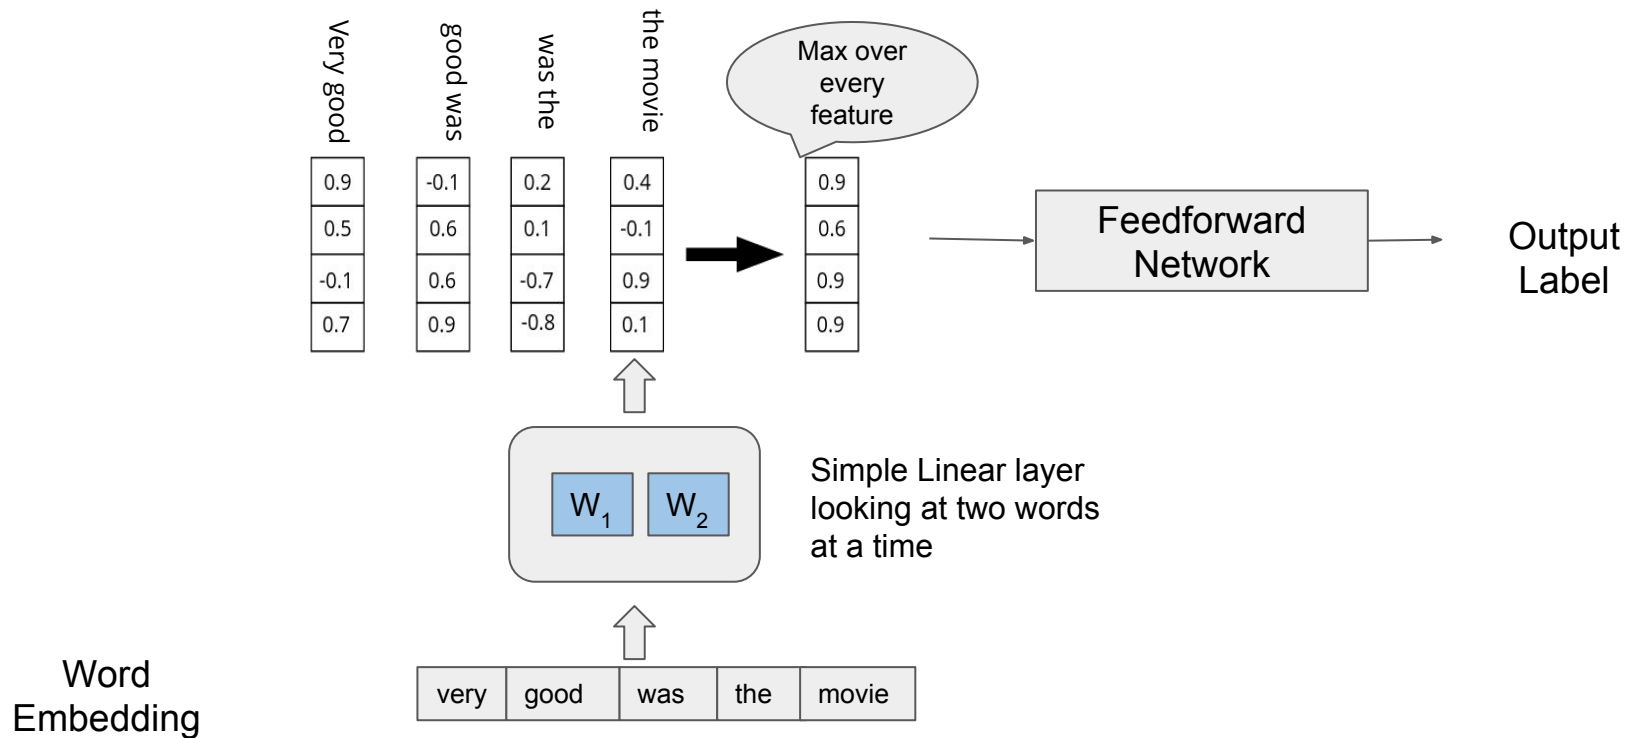 Very good
good was
was the
the movie
Max over
every
feature
0.9 -0.1 0.2 0.4 0.9
0.5 0.6 0.1 -0.1 0.6
-0.1 0.6 -0.7 0.9 0.9
0.7 0.9 -0.8 0.1 0.9
Feedforward
Network
Output
Label
W1 W2
Simple Linear layer
looking at two words
at a time
Word
Embedding
very good was the movie